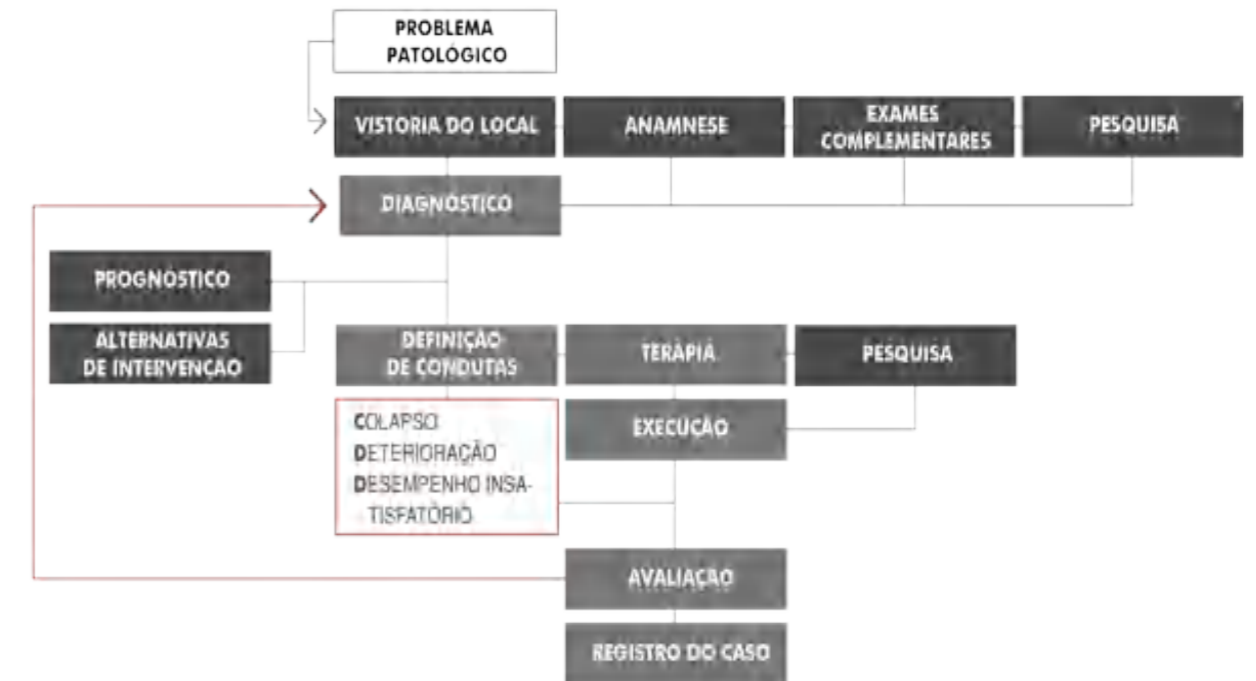 PROBLEMA
PATOLÓGICO
VISTORIA DO LOCAL
ANAMNESE
EXAMES
COMPLEMENTARES
PESQUISA
DIAGNÓSTICO
PROGNÓSTICO
ALTERNATIVAS
DE INTERVENÇÃO
DEFINIÇÃO
DE CONDUTAS
TERAPIA
PESQUISA
COLAPSO
DETERIORAÇÃO
DESEMPENHO INSA-
TISFATÓRIO
EXECUÇÃO
AVALIAÇÃO
REGISTRO DO CASO